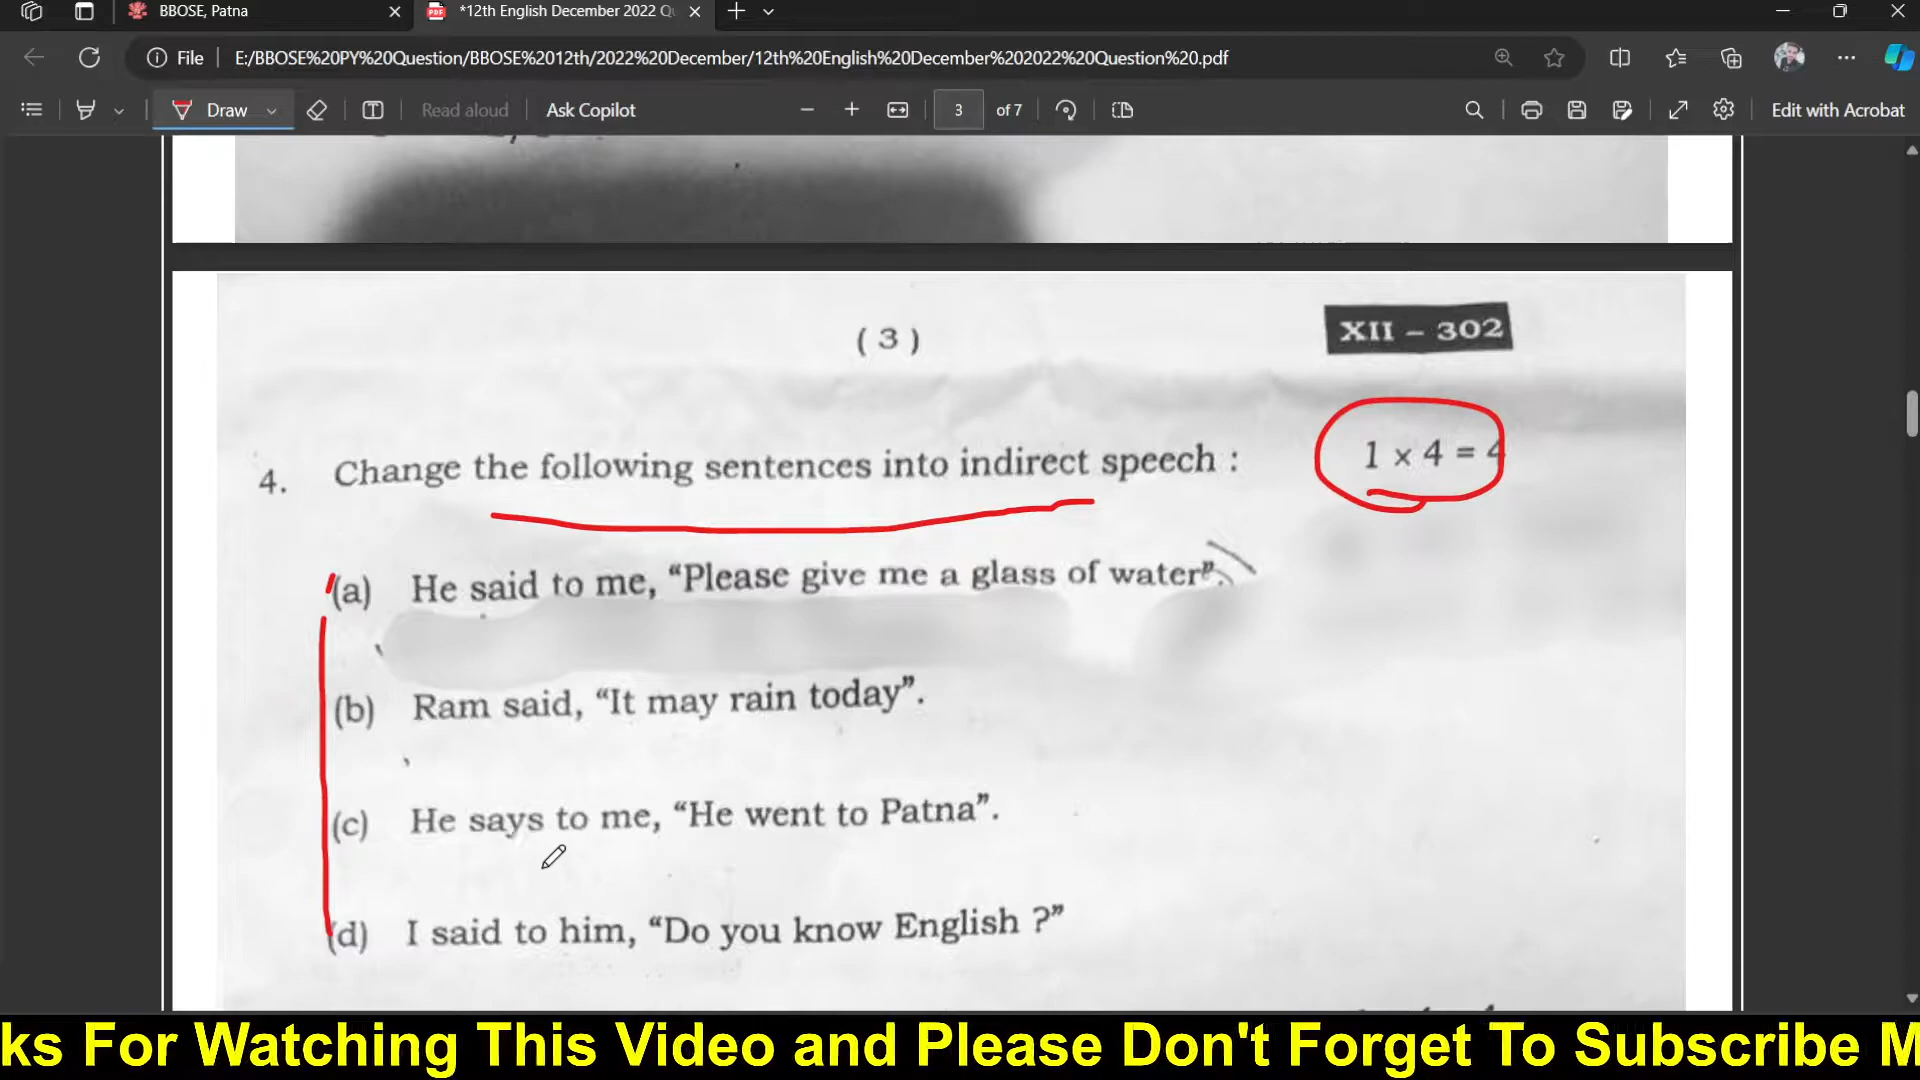 BBOSE, Patna
*12th English December 2022 Q
File
E:/BBOSE%20PY%20Question/BBOSE%2012th/2022%20December/12th%20English%20December%202022%20Question%20.pdf
Draw
Read aloud
Ask Copilot
3
of 7
Edit with Acrobat
( 3 )
XII – 302
4. Change the following sentences into indirect speech : 1 × 4 = 4
(a) He said to me, “Please give me a glass of water”.
(b) Ram said, “It may rain today”.
(c) He says to me, “He went to Patna”.
(d) I said to him, “Do you know English ?”
ks For Watching This Video and Please Don't Forget To Subscribe M